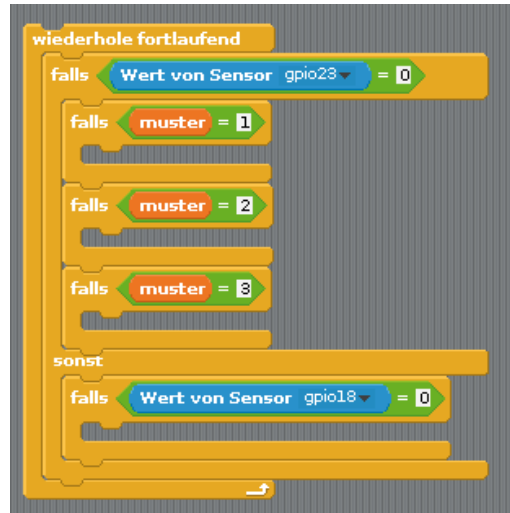 wiederhole fortlaufend
falls Wert von Sensor gpio23 = 0
falls muster = 1
falls muster = 2
falls muster = 3
sonst
falls Wert von Sensor gpio18 = 0